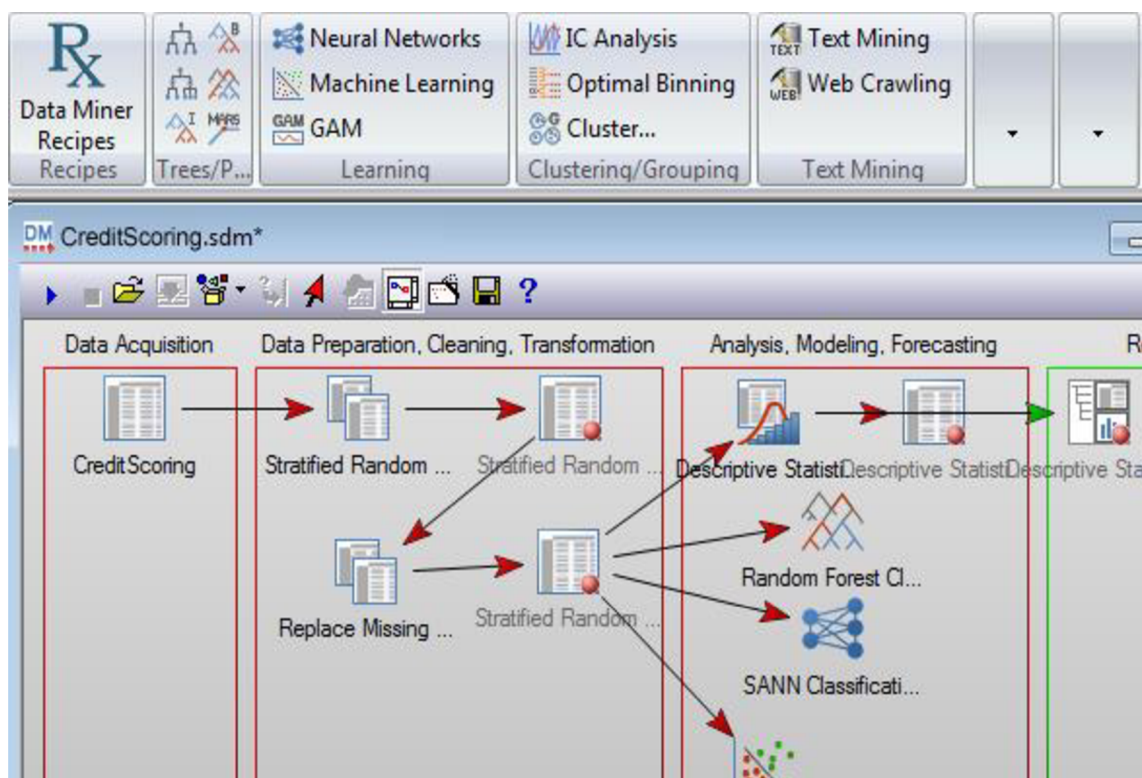 Rx
Data Miner
Recipes
Recipes
B
I MARS
Trees/P...
Neural Networks
Machine Learning
GAM GAM
Learning
IC Analysis
Optimal Binning
G Cluster...
Clustering/Grouping
TEXT Text Mining
WEB Web Crawling
Text Mining
DM CreditScoring.sdm*
?
Data Acquisition
Data Preparation, Cleaning, Transformation
Analysis, Modeling, Forecasting
R
CreditScoring
Stratified Random ...
Stratified Random ...
Descriptive Statisti...
Descriptive Statisti
Descriptive Sta
Random Forest Cl...
Replace Missing ...
Stratified Random ...
SANN Classificati...